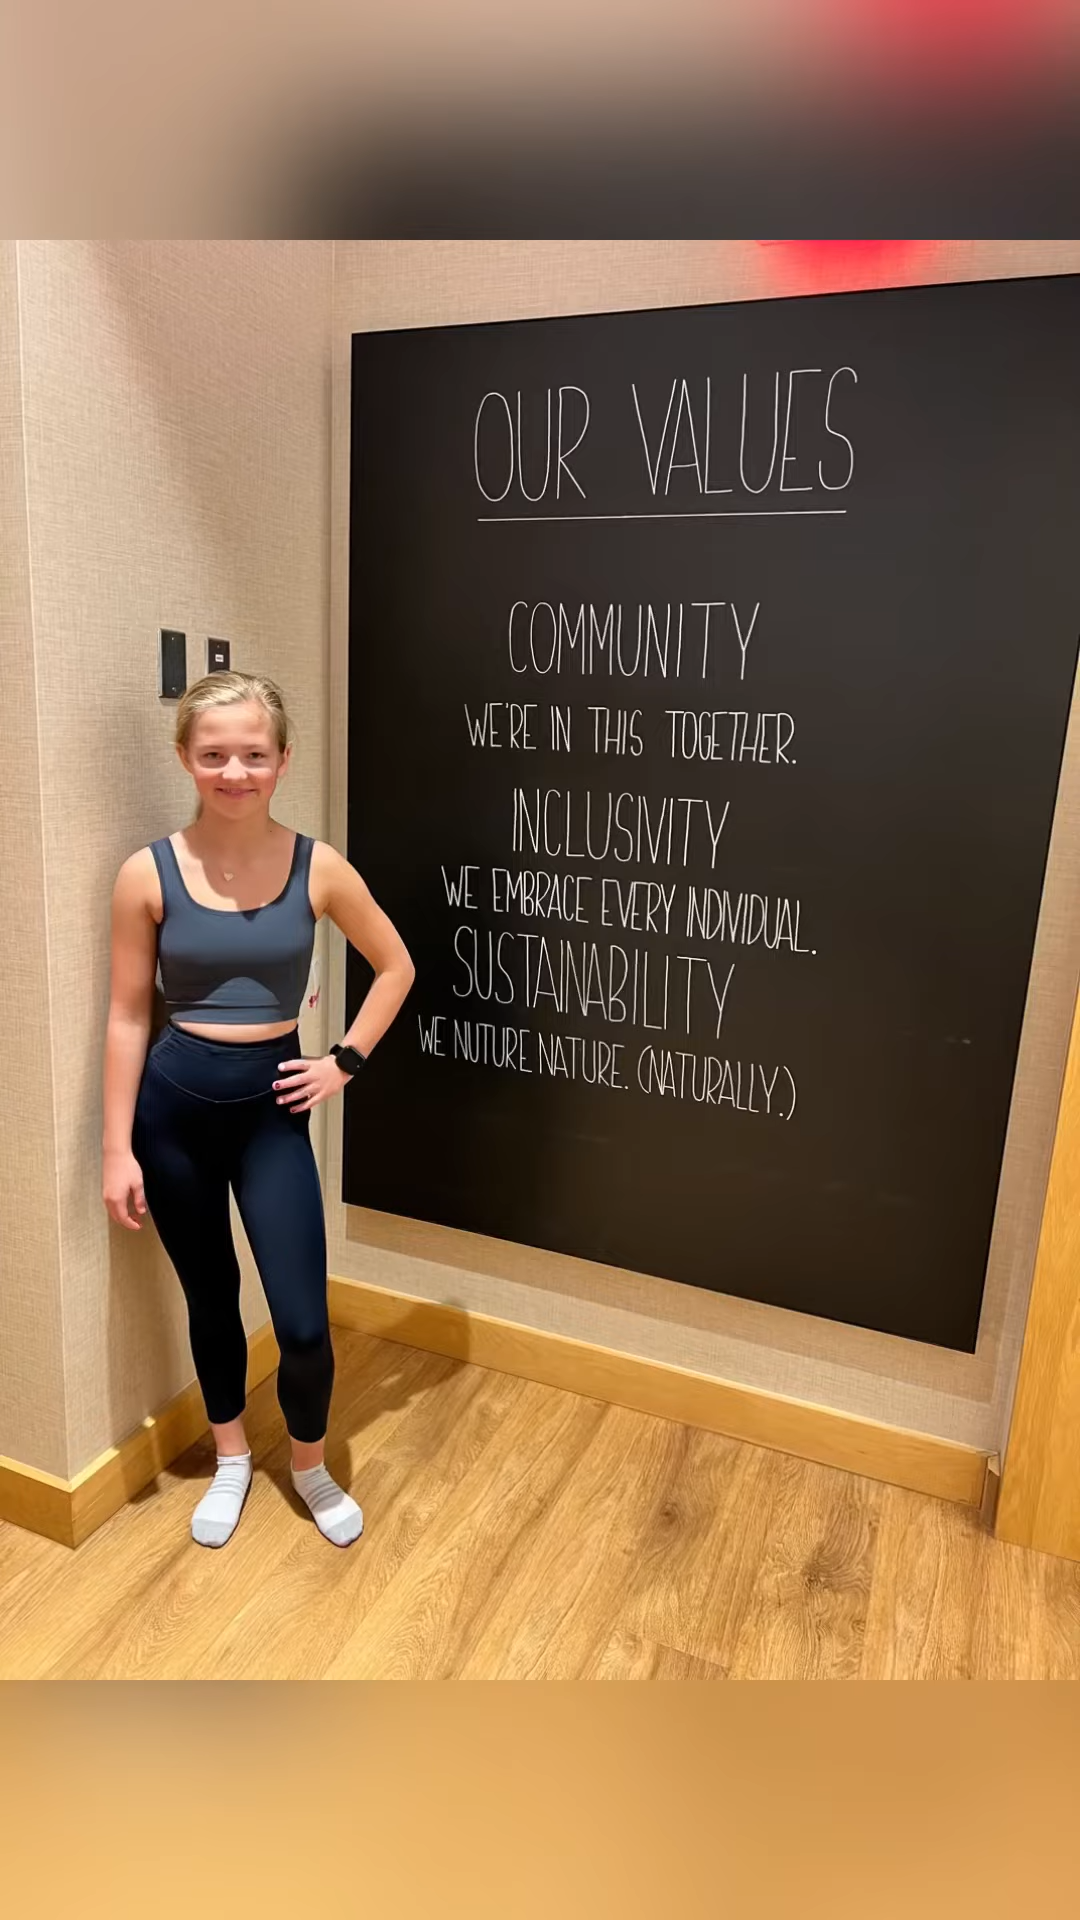 OUR VALUES
COMMUNITY
WE'RE IN THIS TOGETHER.
INCLUSIVITY
WE EMBRACE EVERY INDIVIDUAL.
SUSTAINABILITY
WE NUTURE NATURE. (NATURALLY.)